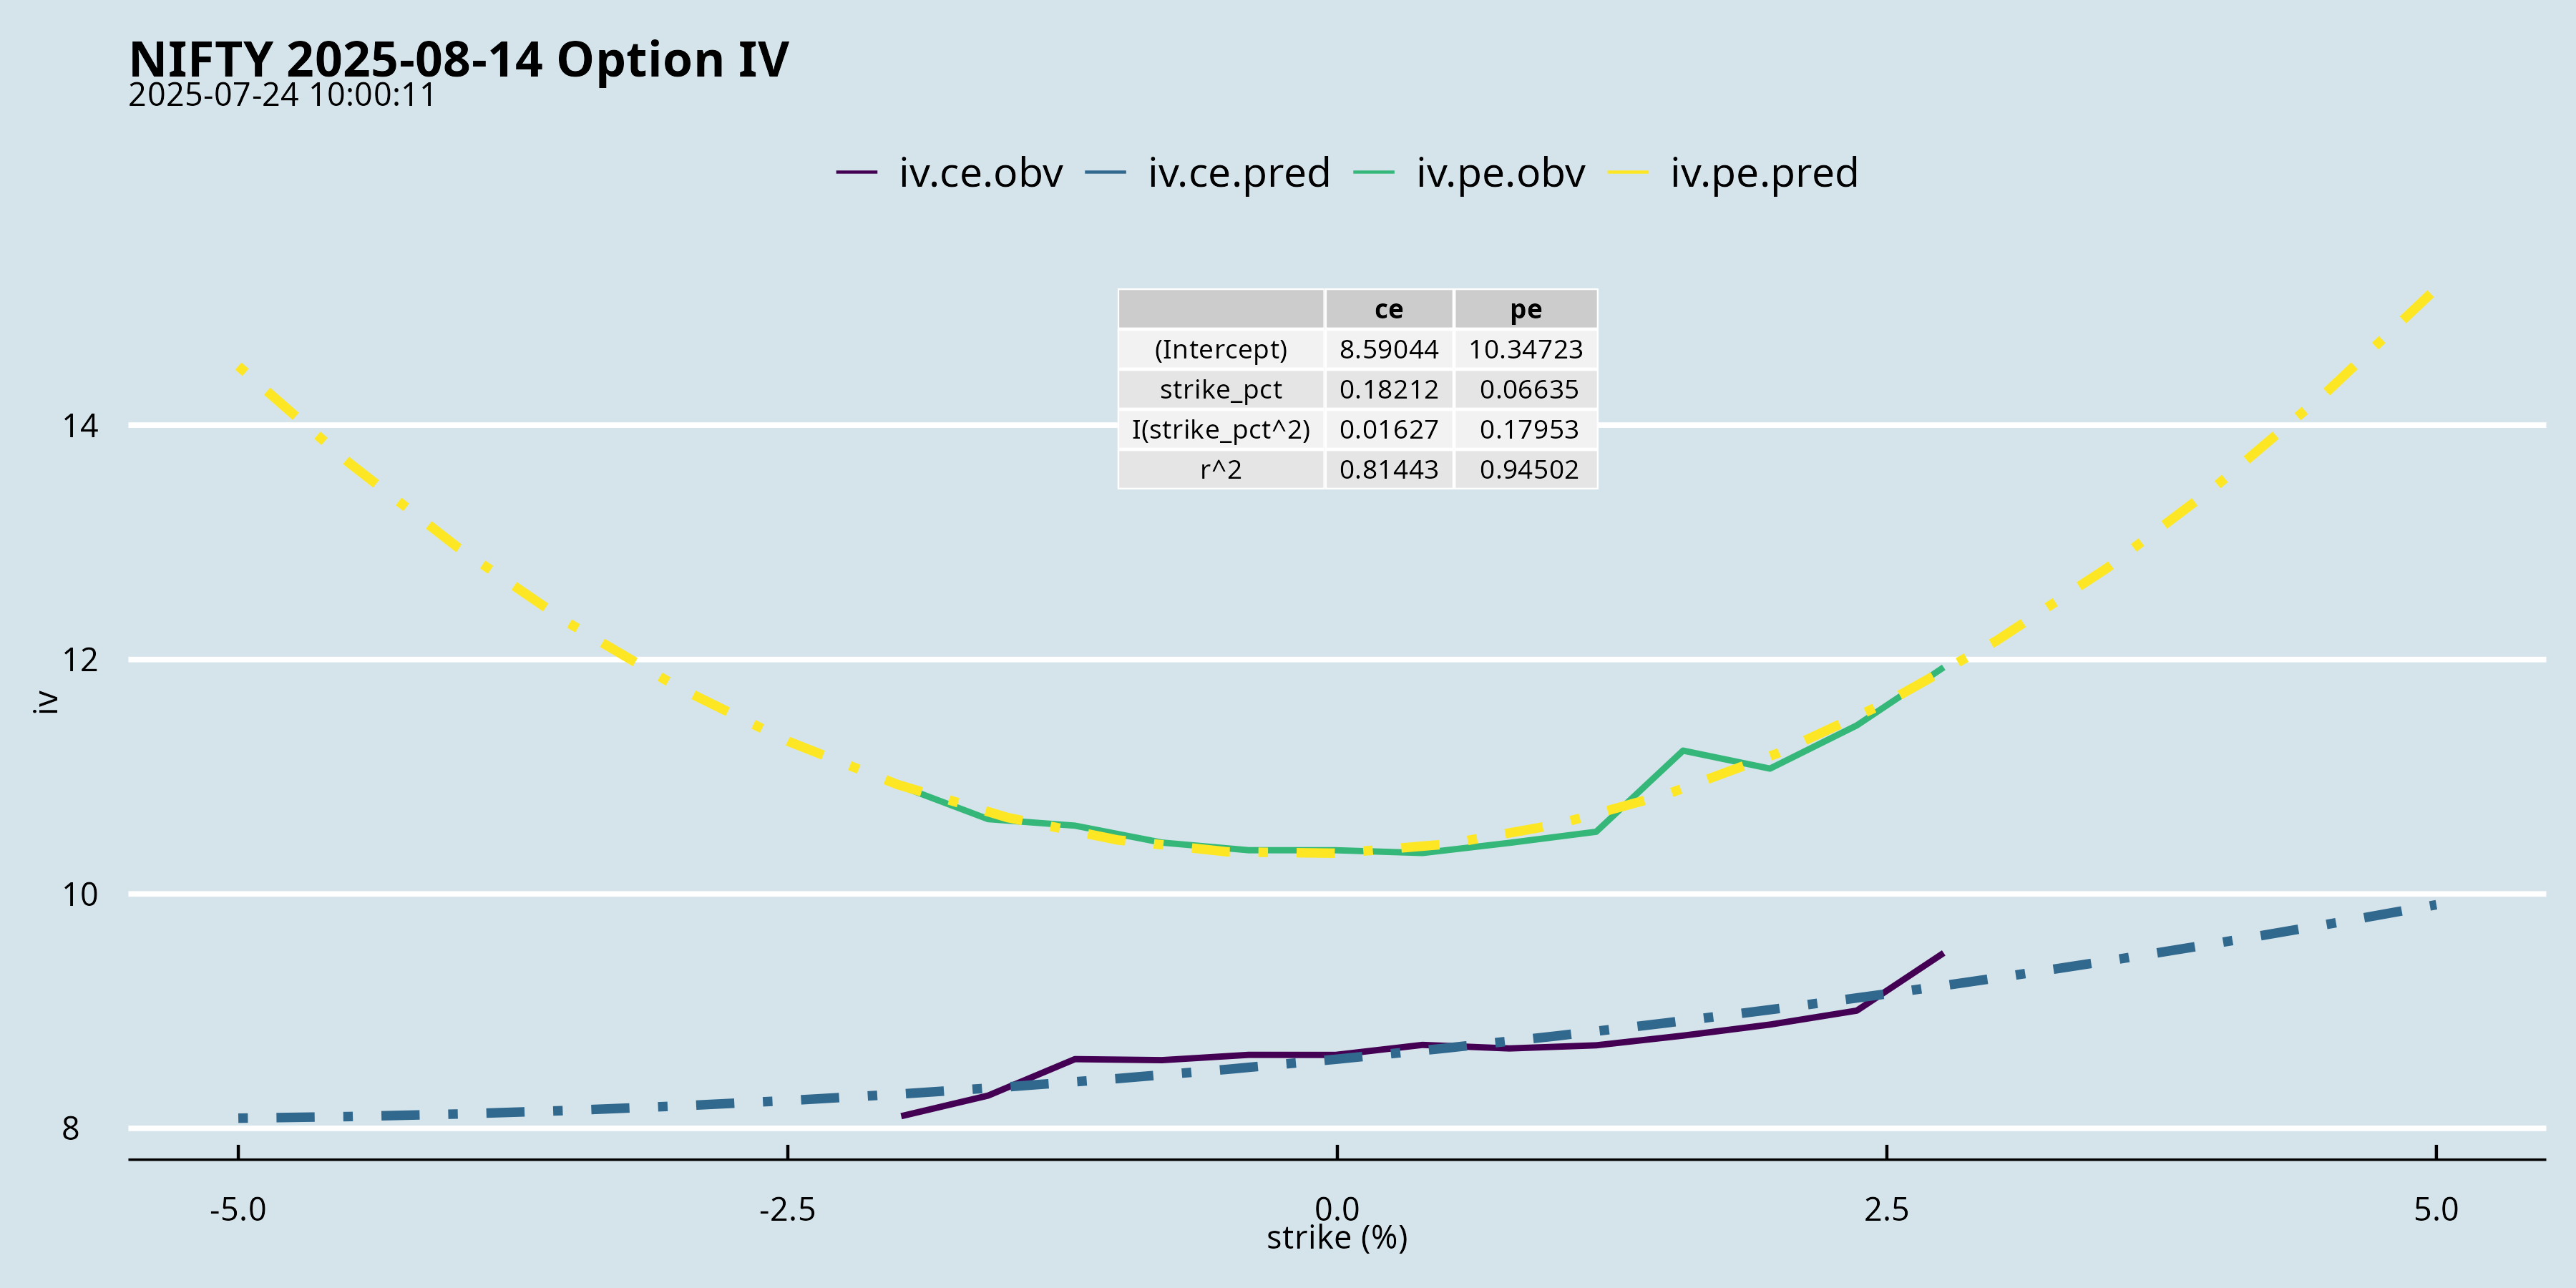 NIFTY 2025-08-14 Option IV
2025-07-24 10:00:11
iv.ce.obv iv.ce.pred iv.pe.obv iv.pe.pred
ce pe
(Intercept) 8.59044 10.34723
strike_pct 0.18212 0.06635
I(strike_pct^2) 0.01627 0.17953
r^2 0.81443 0.94502
14
12
10
8
iv
-5.0 -2.5 0.0 2.5 5.0
strike (%)